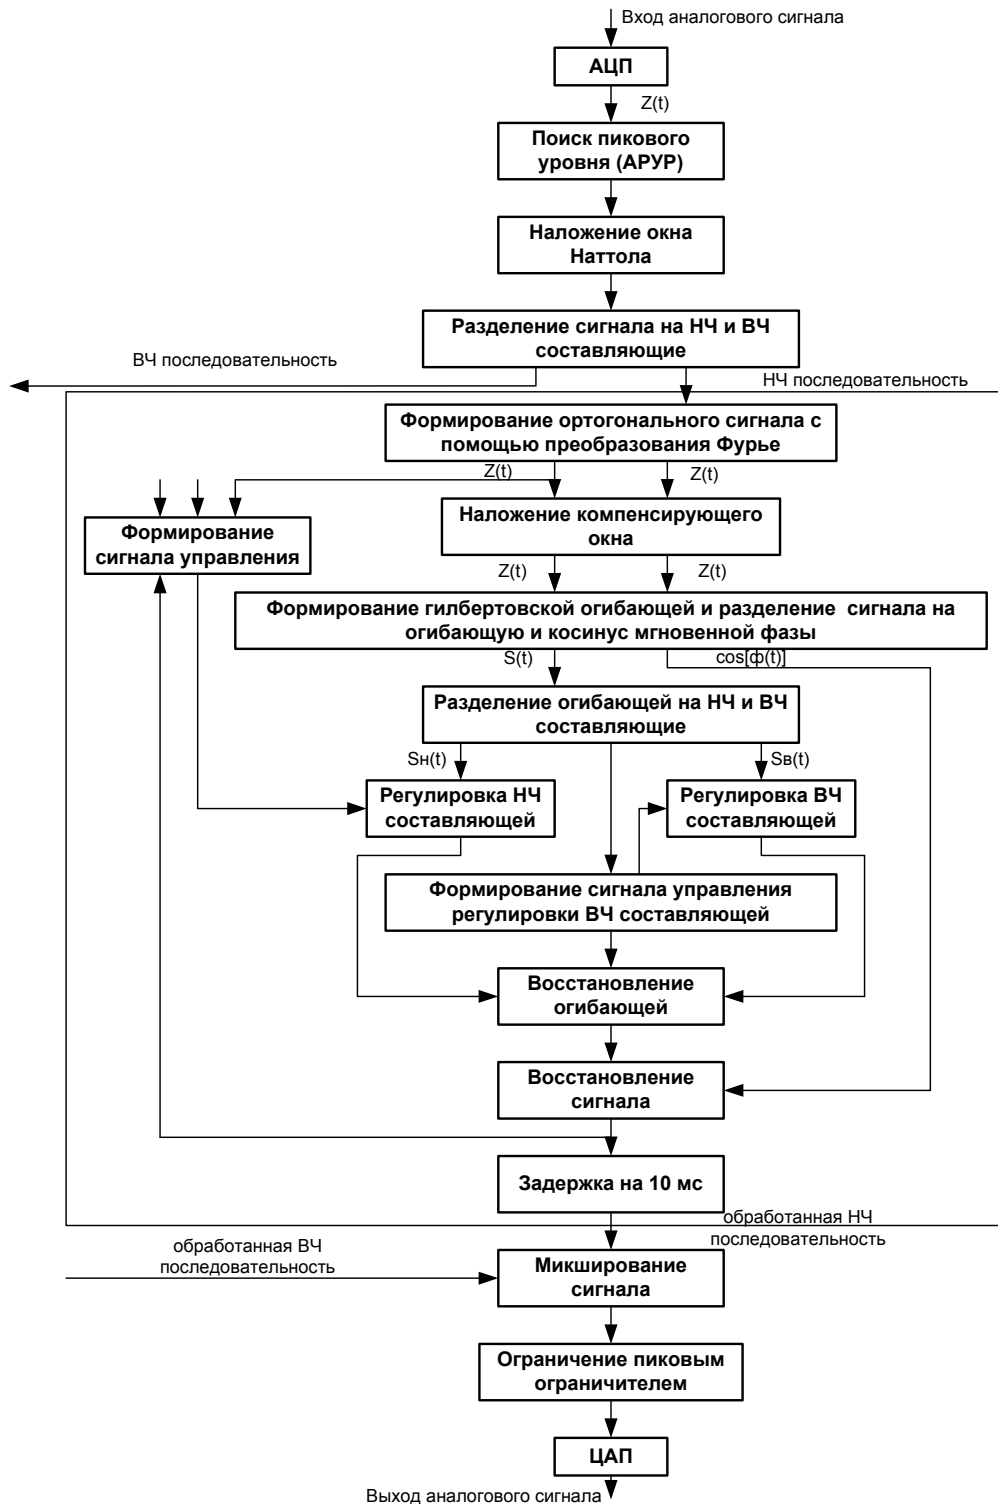 Вход аналогового сигнала
АЦП
Z(t)
Поиск пикового
уровня (АРУР)
Наложение окна
Наттола
Разделение сигнала на НЧ и ВЧ
составляющие
ВЧ последовательность
НЧ последовательность
Формирование ортогонального сигнала с
помощью преобразования Фурье
Z(t)
Z(t)
Формирование
сигнала управления
Наложение компенсирующего
окна
Z(t)
Z(t)
Формирование гилбертовской огибающей и разделение сигнала на
огибающую и косинус мгновенной фазы
S(t)
cos[ф(t)]
Разделение огибающей на НЧ и ВЧ
составляющие
Sн(t)
Sв(t)
Регулировка НЧ
составляющей
Регулировка ВЧ
составляющей
Формирование сигнала управления
регулировки ВЧ составляющей
Восстановление
огибающей
Восстановление
сигнала
Задержка на 10 мс
обработанная НЧ
последовательность
обработанная ВЧ
последовательность
Микширование
сигнала
Ограничение пиковым
ограничителем
ЦАП
Выход аналогового сигнала